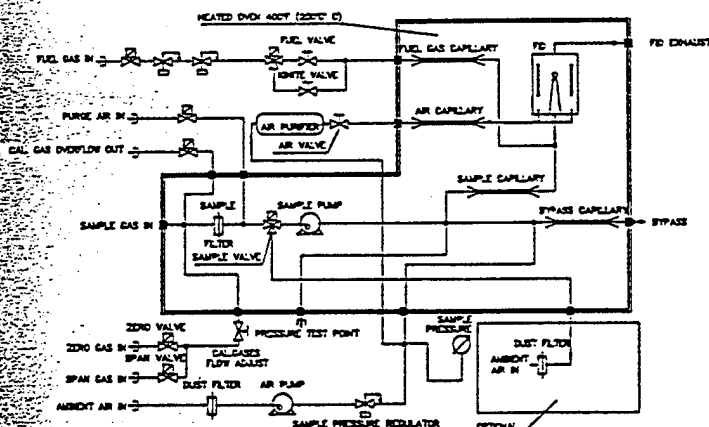 HEATED OVEN 400°F (200°C C)
FUEL VALVE
FUEL GAS IN
FUEL GAS CAPILLARY
FID
FID EXHAUST
IGNITE VALVE
PURGE AIR IN
AIR PURIFIER
AIR CAPILLARY
AIR VALVE
CAL GAS OVERFLOW OUT
SAMPLE CAPILLARY
SAMPLE
SAMPLE PUMP
BYPASS CAPILLARY
SAMPLE GAS IN
BYPASS
FILTER
SAMPLE VALVE
ZERO VALVE
PRESSURE TEST POINT
SAMPLE
PRESSURE
ZERO GAS IN
SPAN VALVE
CAL.GASES
FLOW ADJUST
DUST FILTER
AMBIENT
AIR IN
SPAN GAS IN
DUST FILTER
AIR PUMP
AMBIENT AIR IN
SAMPLE PRESSURE REGULATOR
OPTIONAL